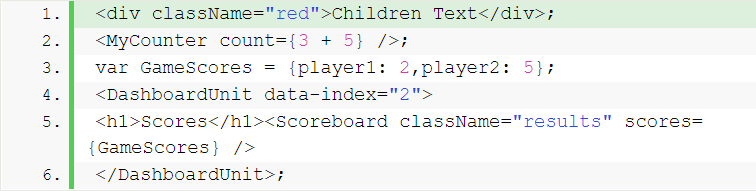 1. <div className="red">Children Text</div>;
2. <MyCounter count={3 + 5} />;
3. var GameScores = {player1: 2,player2: 5};
4. <DashboardUnit data-index="2">
5. <h1>Scores</h1><Scoreboard className="results" scores=
{GameScores} />
6. </DashboardUnit>;